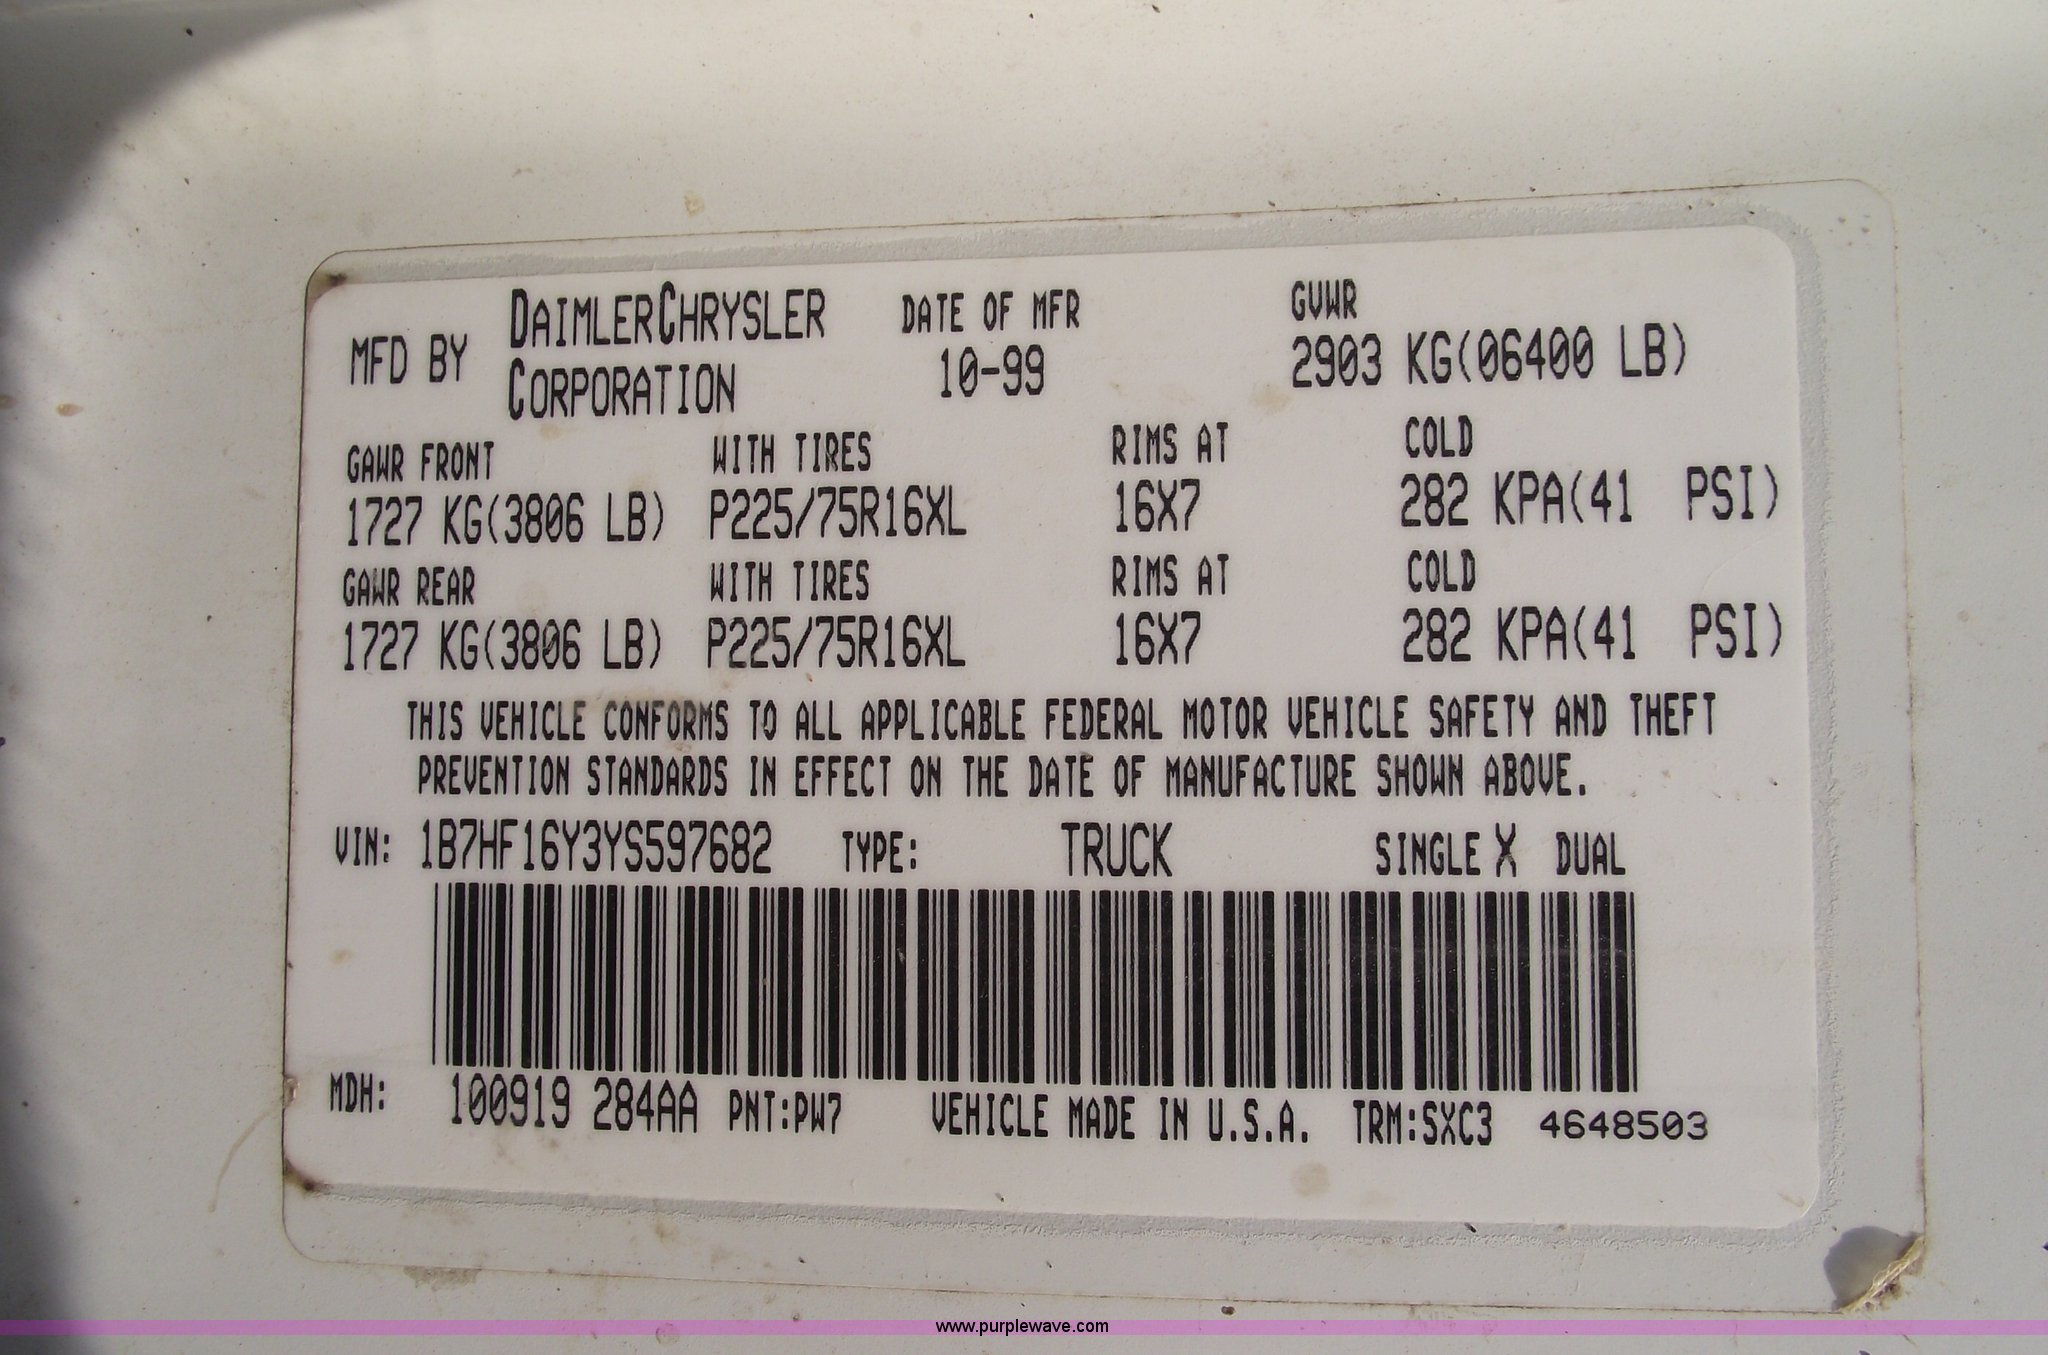 MFD BY DAIMLERCHRYSLER CORPORATION DATE OF MFR 10-99 GVWR 2903 KG(06400 LB)
GAWR FRONT WITH TIRES RIMS AT COLD
1727 KG(3806 LB) P225/75R16XL 16X7 282 KPA(41 PSI)
GAWR REAR WITH TIRES RIMS AT COLD
1727 KG(3806 LB) P225/75R16XL 16X7 282 KPA(41 PSI)
THIS VEHICLE CONFORMS TO ALL APPLICABLE FEDERAL MOTOR VEHICLE SAFETY AND THEFT
PREVENTION STANDARDS IN EFFECT ON THE DATE OF MANUFACTURE SHOWN ABOVE.
VIN: 1B7HF16Y3YS597682 TYPE: TRUCK SINGLE X DUAL
MDH: 100919 284AA PNT:PW7 VEHICLE MADE IN U.S.A. TRM:SXC3 4648503
www.purplewave.com